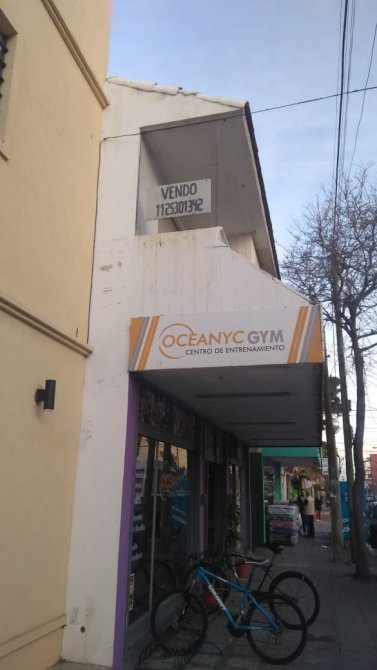 VENDO
1125301342
OCEANYC GYM
CENTRO DE ENTRENAMIENTO